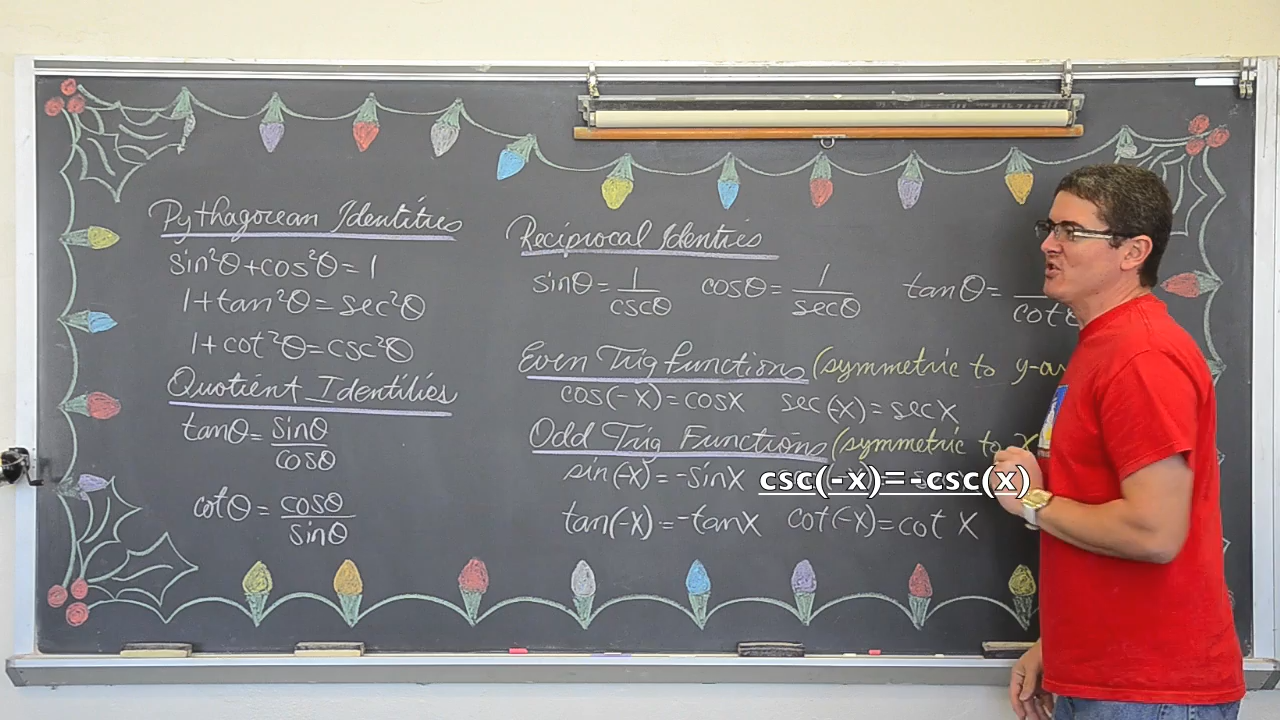 Pythagorean Identities
sin²θ+cos²θ=1
1+tan²θ=sec²θ
1+cot²θ=csc²θ
Quotient Identities
tanθ=sinθ/cosθ
cotθ=cosθ/sinθ
Reciprocal Identies
sinθ=1/cscθ cosθ=1/secθ tanθ= /cotθ
Even Trig Functions (symmetric to y-a
cos(-x)=cosx sec(-x)=secx
Odd Trig Functions (symmetric to
sin(-x)=-sinx csc(-x)=-csc(x)
tan(-x)=-tanx cot(-x)=cot x